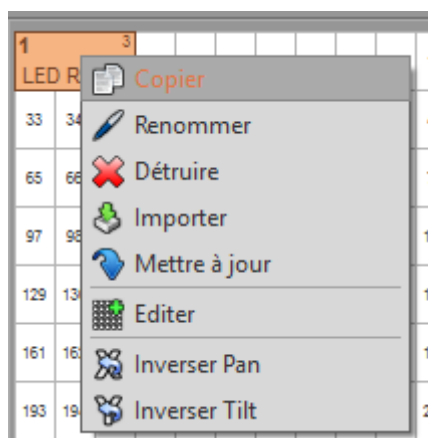 1 3
LED R
Copier
33 34
Renommer
65 66
Détruire
Importer
97 98
Mettre à jour
129
Editer
161
Inverser Pan
193
Inverser Tilt